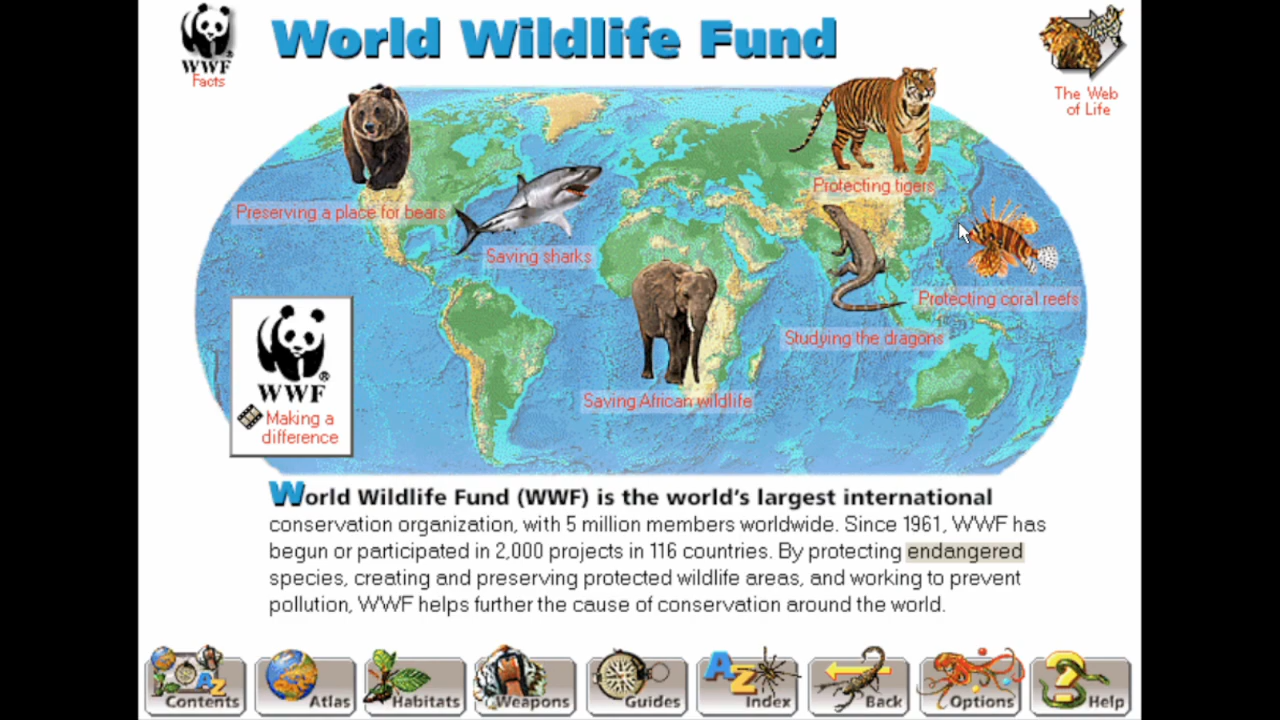 World Wildlife Fund
WWF
Facts
The Web
of Life
Protecting tigers
Preserving a place for bears
Saving sharks
Protecting coral reefs
Studying the dragons
Saving African wildlife
WWF
Making a
difference
World Wildlife Fund (WWF) is the world's largest international
conservation organization, with 5 million members worldwide. Since 1961, WWF has
begun or participated in 2,000 projects in 116 countries. By protecting endangered
species, creating and preserving protected wildlife areas, and working to prevent
pollution, WWF helps further the cause of conservation around the world.
Contents
Atlas
Habitats
Weapons
Guides
AZ
Index
Back
Options
?
Help